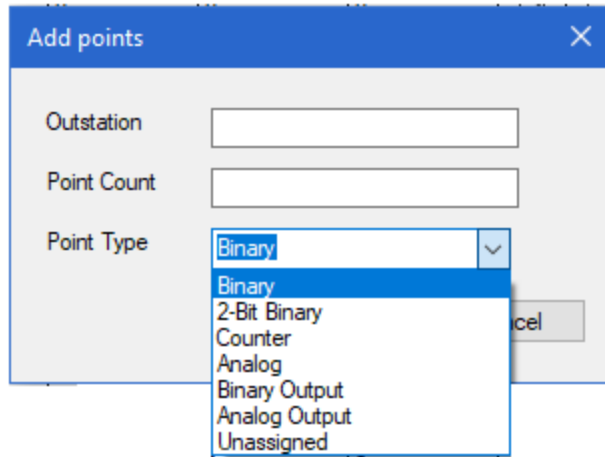 Add points
Outstation
Point Count
Point Type
Binary
Binary
2-Bit Binary
Counter
Analog
Binary Output
Analog Output
Unassigned